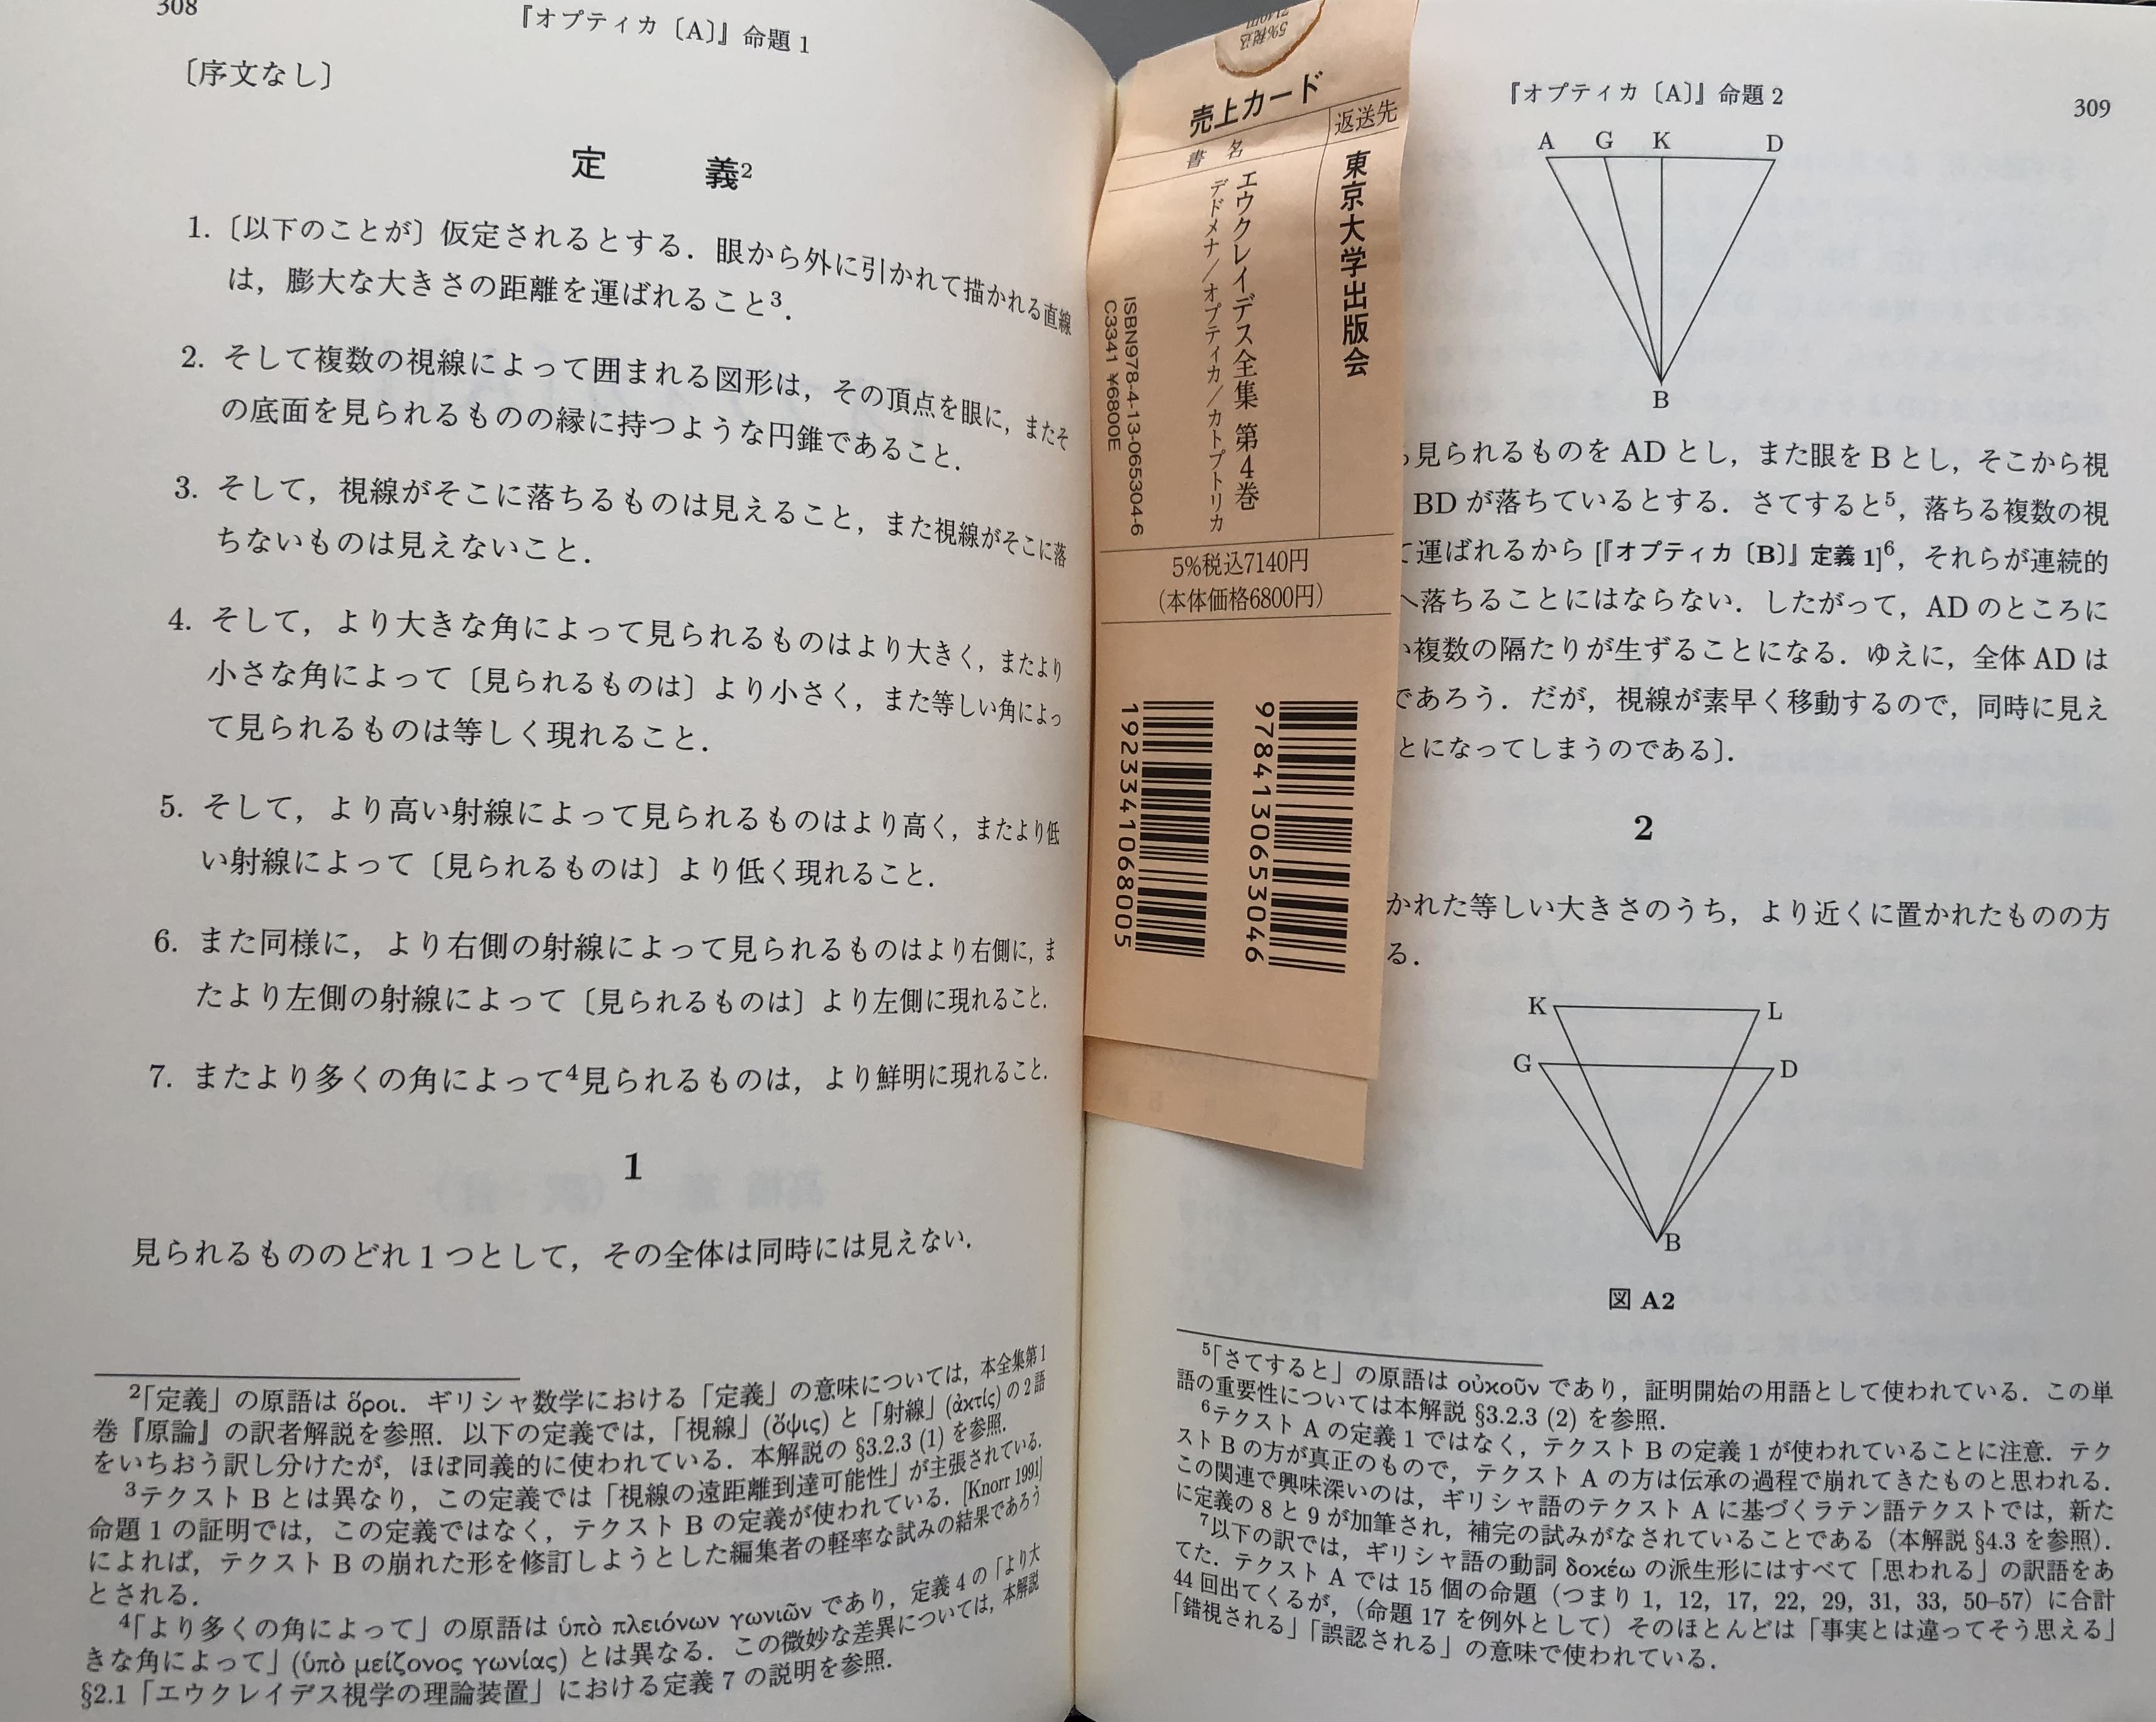 308
『オプティカ〔A〕』命題 1
〔序文なし〕
定 義2
1. 〔以下のことが〕仮定されるとする．眼から外に引かれて描かれる直線
は，膨大な大きさの距離を運ばれること3．
2. そして複数の視線によって囲まれる図形は，その頂点を眼に，またそ
の底面を見られるものの縁に持つような円錐であること．
3. そして，視線がそこに落ちるものは見えること，また視線がそこに落
ちないものは見えないこと．
4. そして，より大きな角によって見られるものはより大きく，またより
小さな角によって〔見られるものは〕より小さく，また等しい角によっ
て見られるものは等しく現れること．
5. そして，より高い射線によって見られるものはより高く，またより低
い射線によって〔見られるものは〕より低く現れること．
6. また同様に，より右側の射線によって見られるものはより右側に，ま
たより左側の射線によって〔見られるものは〕より左側に現れること．
7. またより多くの角によって4見られるものは，より鮮明に現れること．
1
見られるもののどれ 1 つとして，その全体は同時には見えない．
2「定義」の原語は ὅροι．ギリシャ数学における「定義」の意味については，本全集第 1
巻『原論』の訳者解説を参照．以下の定義では，「視線」(ὄψις) と「射線」(ἀκτίς) の 2 語
をいちおう訳し分けたが，ほぼ同義的に使われている．本解説の §3.2.3 (1) を参照．
3テクスト B とは異なり，この定義では「視線の遠距離到達可能性」が主張されている．
命題 1 の証明では，この定義ではなく，テクスト B の定義が使われている．[Knorr 1991]
によれば，テクスト B の崩れた形を修訂しようとした編集者の軽率な試みの結果であろう
とされる．
4「より多くの角によって」の原語は ὑπὸ πλειόνων γωνιῶν であり，定義 4 の「より大
きな角によって」(ὑπὸ μείζονος γωνίας) とは異なる．この微妙な差異については，本解説
§2.1「エウクレイデス視学の理論装置」における定義 7 の説明を参照．
5%税込
売上カード
返送先
東京大学出版会
書 名
エウクレイデス全集 第4巻
デドメナ／オプティカ／カトプトリカ
ISBN978-4-13-065304-6
C3341 ¥6800E
5%税込7140円
（本体価格6800円）
9784130653046
1923341068005
『オプティカ〔A〕』命題 2
309
A G K D
B
見られるものを AD とし，また眼を B とし，そこから視
BD が落ちているとする．さてすると5，落ちる複数の視
運ばれるから [『オプティカ〔B〕』定義 1]6，それらが連続的
へ落ちることにはならない．したがって，AD のところに
複数の隔たりが生ずることになる．ゆえに，全体 AD は
であろう．だが，視線が素早く移動するので，同時に見え
とになってしまうのである〕．
2
かれた等しい大きさのうち，より近くに置かれたものの方
る．
K L
G D
B
図 A2
5「さてすると」の原語は οὐκοῦν であり，証明開始の用語として使われている．この単
語の重要性については本解説 §3.2.3 (2) を参照．
6テクスト A の定義 1 ではなく，テクスト B の定義 1 が使われていることに注意．テク
スト B の方が真正のもので，テクスト A の方は伝承の過程で崩れてきたものと思われる．
この関連で興味深いのは，ギリシャ語のテクスト A に基づくラテン語テクストでは，新た
に定義の 8 と 9 が加筆され，補完の試みがなされていることである（本解説 §4.3 を参照）．
7以下の訳では，ギリシャ語の動詞 δοκέω の派生形にはすべて「思われる」の訳語をあ
てた．テクスト A では 15 個の命題（つまり 1，12，17，22，29，31，33，50–57）に合計
44 回出てくるが，（命題 17 を例外として）そのほとんどは「事実とは違ってそう思える」
「錯視される」「誤認される」の意味で使われている．